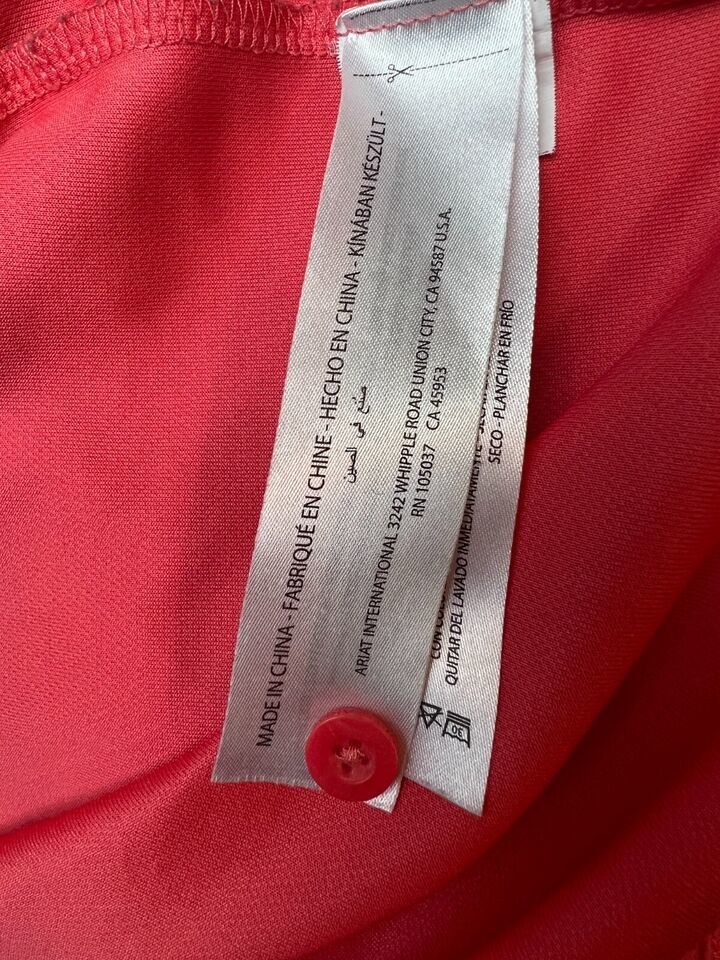 MADE IN CHINA - FABRIQUÉ EN CHINE - HECHO EN CHINA - KÍNÁBAN KÉSZÜLT -
صنع في الصين
ARIAT INTERNATIONAL 3242 WHIPPLE ROAD UNION CITY, CA 94587 U.S.A.
RN 105037 CA 45953
QUITAR DEL LAVADO INMEDIATAMENTE -
SECO - PLANCHAR EN FRÍO
30